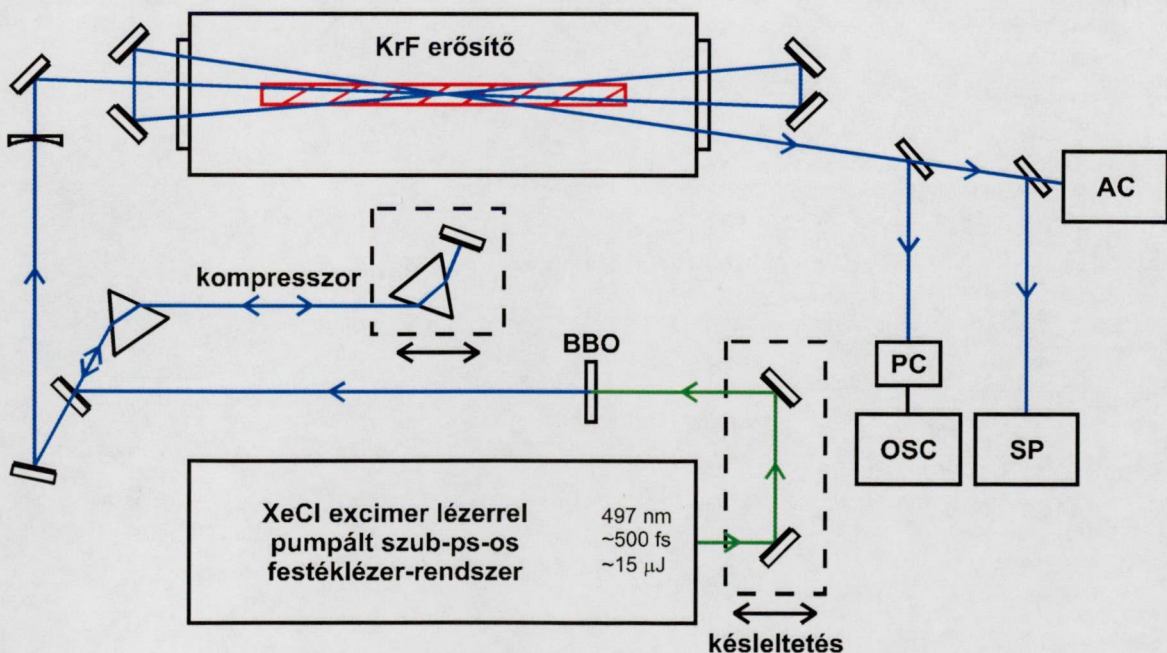 KrF erősítő
AC
kompresszor
BBO
PC
OSC
SP
XeCl excimer lézerrel
pumpált szub-ps-os
festéklézer-rendszer
497 nm
~500 fs
~15 μJ
késleltetés